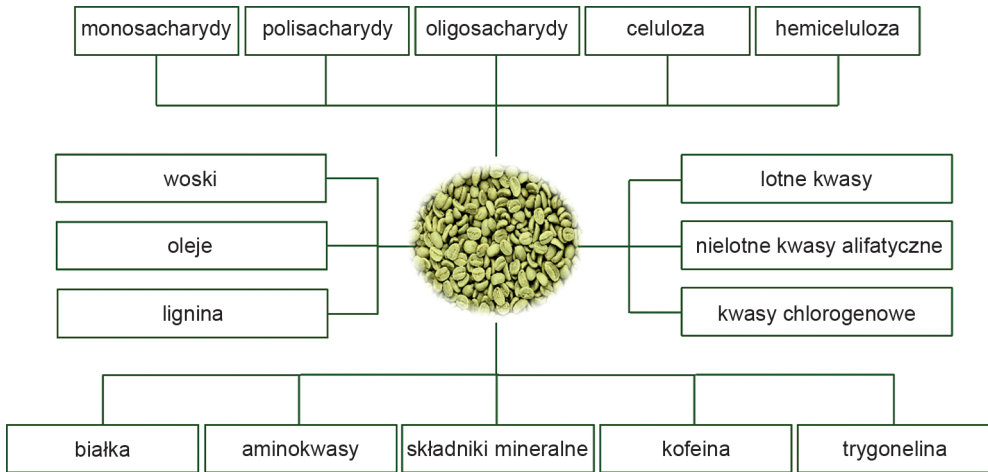 monosacharydy
polisacharydy
oligosacharydy
celuloza
hemiceluloza
woski
oleje
lignina
lotne kwasy
nielotne kwasy alifatyczne
kwasy chlorogenowe
białka
aminokwasy
składniki mineralne
kofeina
trygonelina